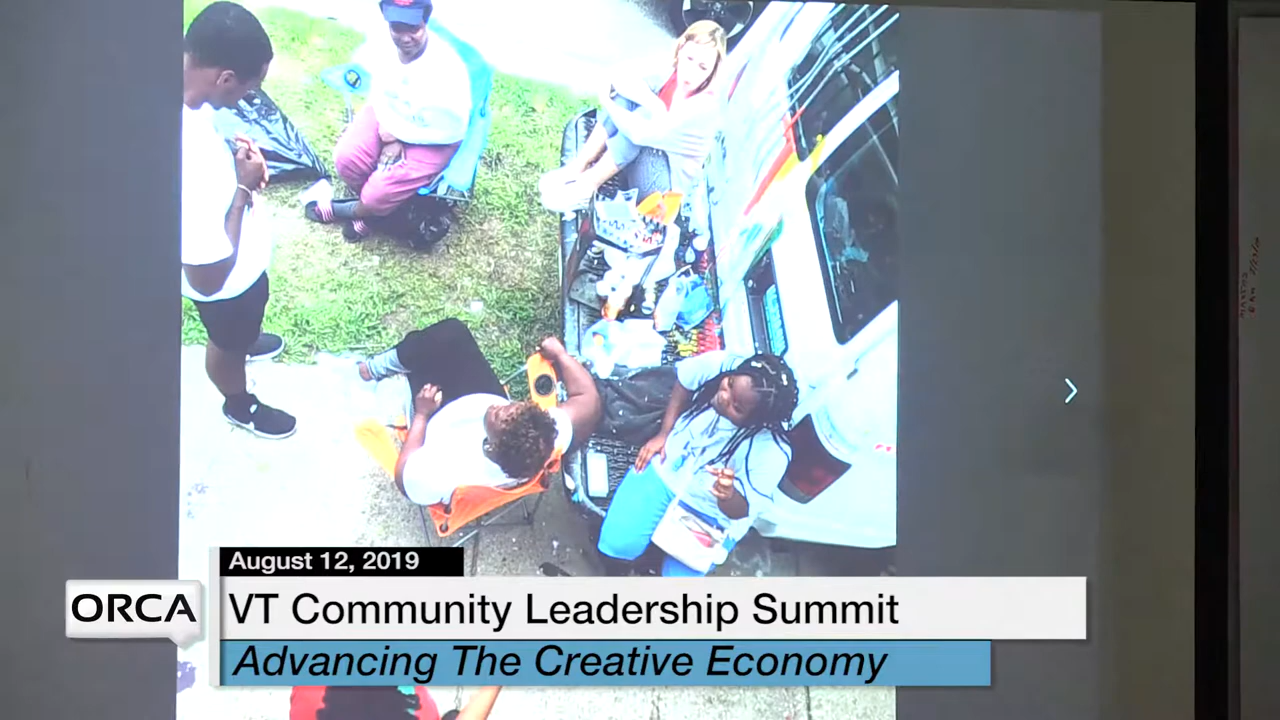 August 12, 2019
ORCA
VT Community Leadership Summit
Advancing The Creative Economy